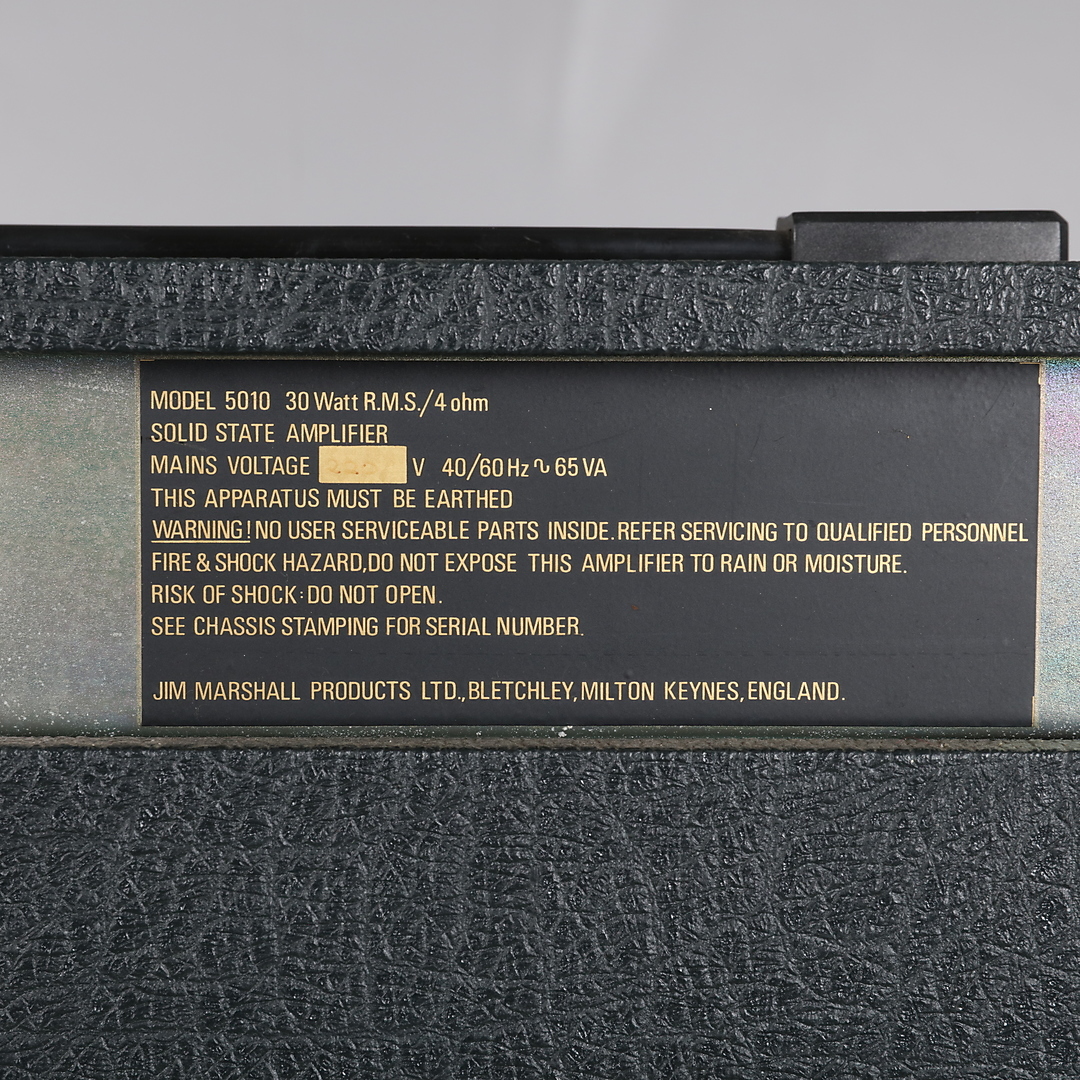 MODEL 5010 30 Watt R.M.S./4 ohm
SOLID STATE AMPLIFIER
MAINS VOLTAGE V 40/60 Hz ∿ 65 VA
THIS APPARATUS MUST BE EARTHED
WARNING! NO USER SERVICEABLE PARTS INSIDE. REFER SERVICING TO QUALIFIED PERSONNEL
FIRE & SHOCK HAZARD, DO NOT EXPOSE THIS AMPLIFIER TO RAIN OR MOISTURE.
RISK OF SHOCK: DO NOT OPEN.
SEE CHASSIS STAMPING FOR SERIAL NUMBER.
JIM MARSHALL PRODUCTS LTD., BLETCHLEY, MILTON KEYNES, ENGLAND.